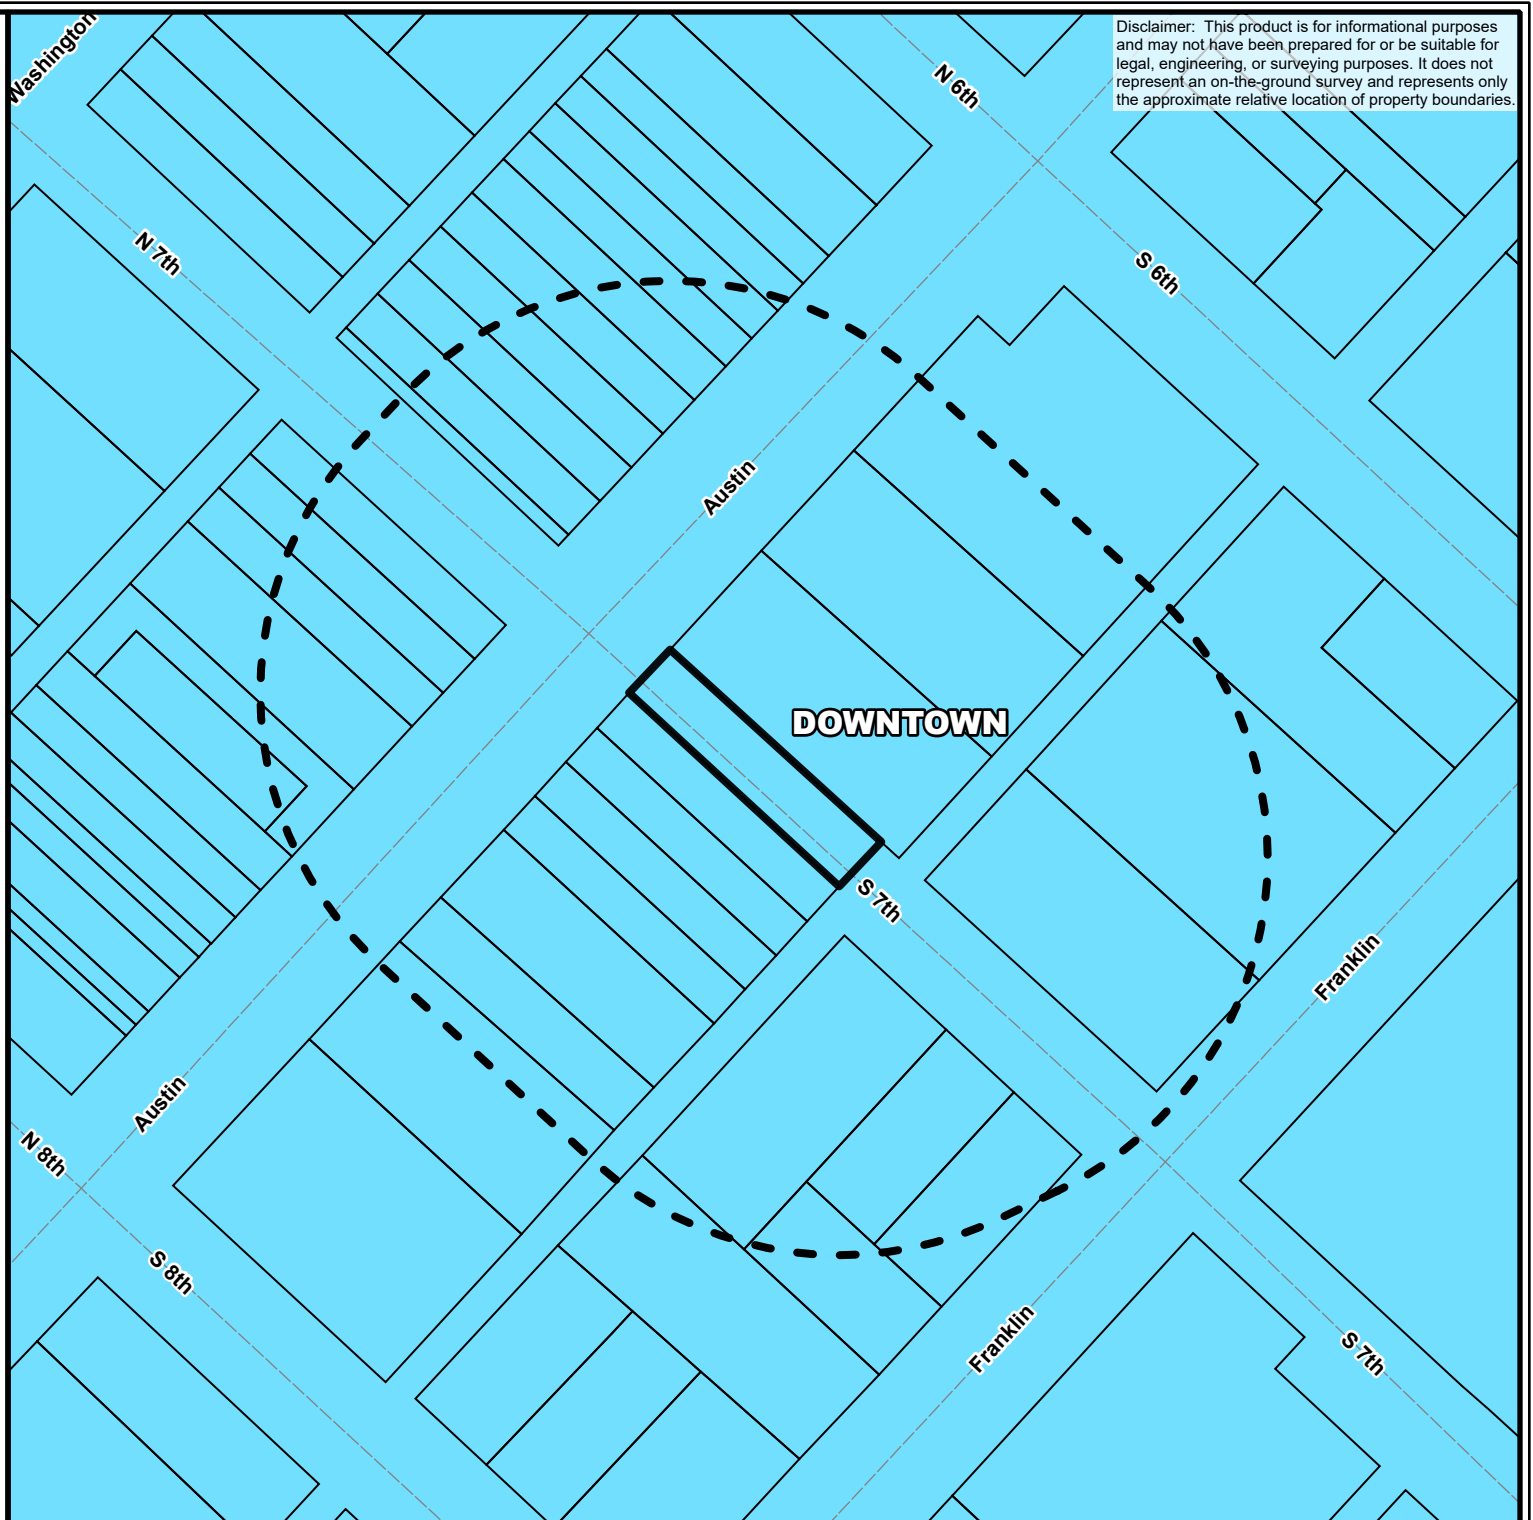 Disclaimer: This product is for informational purposes
and may not have been prepared for or be suitable for
legal, engineering, or surveying purposes. It does not
represent an on-the-ground survey and represents only
the approximate relative location of property boundaries.
Washington
N 6th
N 7th
S 6th
Austin
DOWNTOWN
S 7th
Franklin
Austin
N 8th
S 8th
Franklin
S 7th